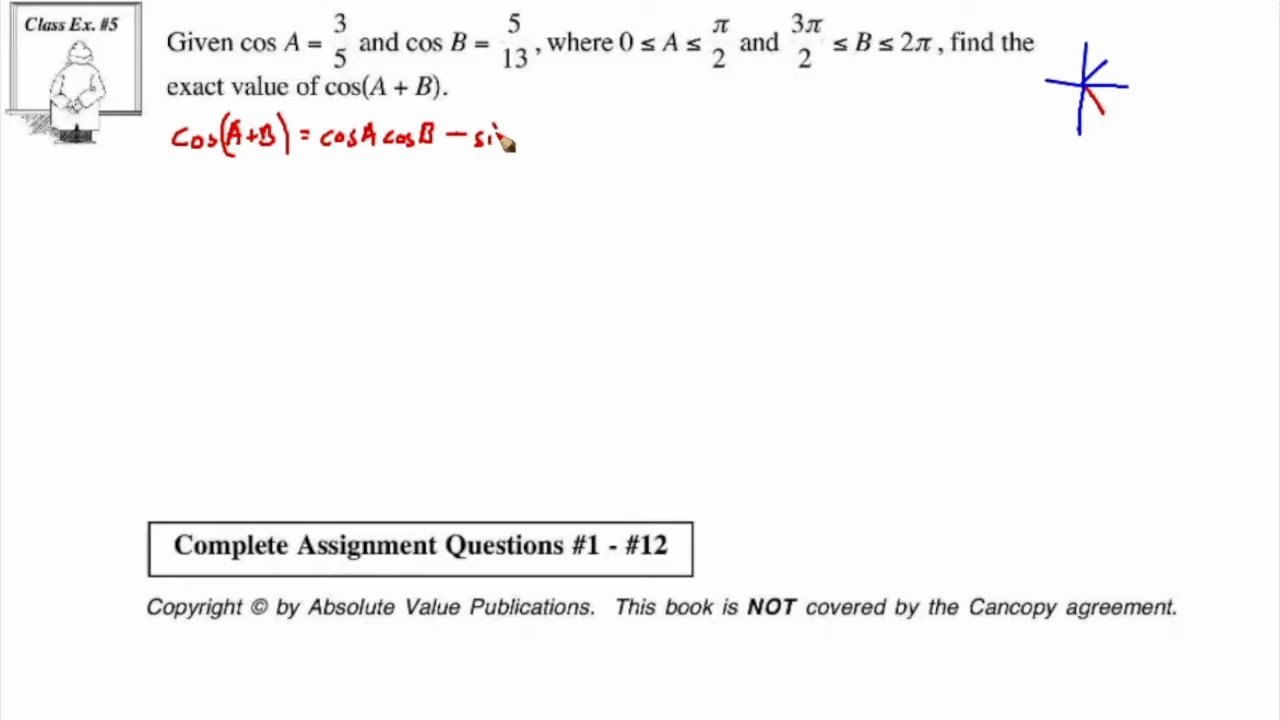 Class Ex. #5
Given cos A = 3/5 and cos B = 5/13, where 0 ≤ A ≤ π/2 and 3π/2 ≤ B ≤ 2π, find the
exact value of cos(A + B).
cos(A+B) = cosA cosB − si
Complete Assignment Questions #1 - #12
Copyright © by Absolute Value Publications. This book is NOT covered by the Cancopy agreement.